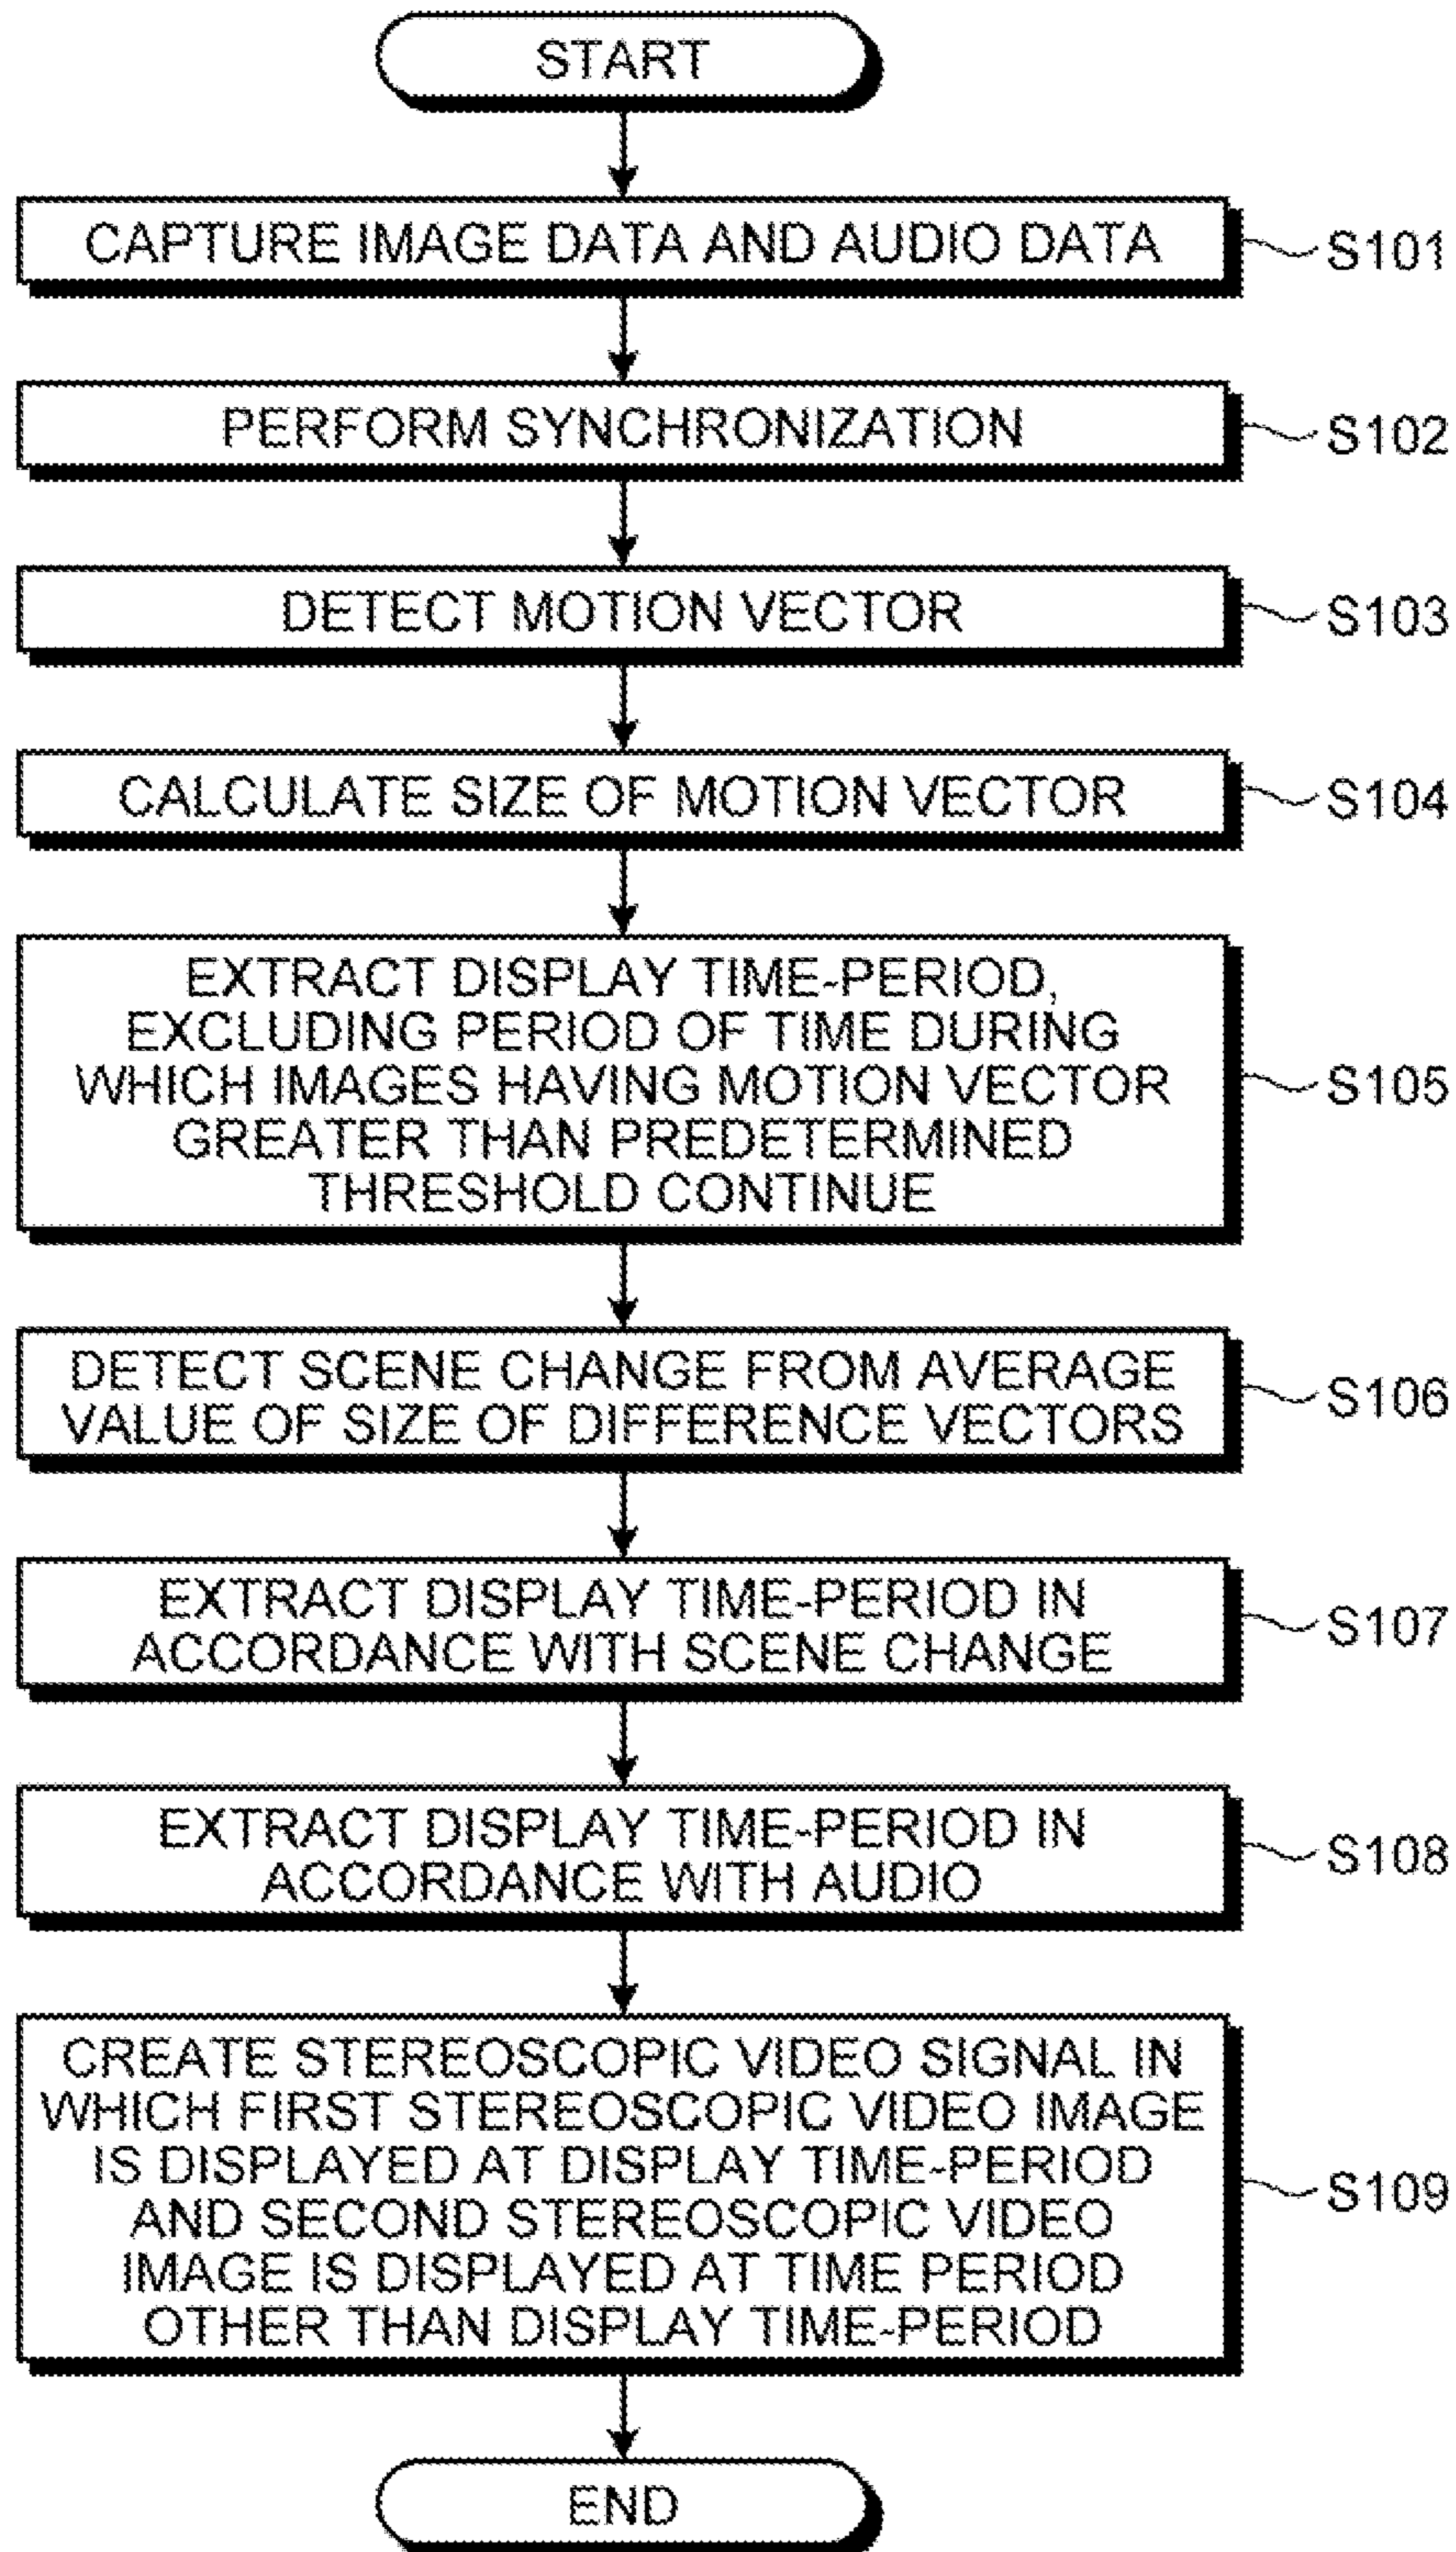 START
CAPTURE IMAGE DATA AND AUDIO DATA
S101
PERFORM SYNCHRONIZATION
S102
DETECT MOTION VECTOR
S103
CALCULATE SIZE OF MOTION VECTOR
S104
EXTRACT DISPLAY TIME-PERIOD,
EXCLUDING PERIOD OF TIME DURING
WHICH IMAGES HAVING MOTION VECTOR
GREATER THAN PREDETERMINED
THRESHOLD CONTINUE
S105
DETECT SCENE CHANGE FROM AVERAGE
VALUE OF SIZE OF DIFFERENCE VECTORS
S106
EXTRACT DISPLAY TIME-PERIOD IN
ACCORDANCE WITH SCENE CHANGE
S107
EXTRACT DISPLAY TIME-PERIOD IN
ACCORDANCE WITH AUDIO
S108
CREATE STEREOSCOPIC VIDEO SIGNAL IN
WHICH FIRST STEREOSCOPIC VIDEO IMAGE
IS DISPLAYED AT DISPLAY TIME-PERIOD
AND SECOND STEREOSCOPIC VIDEO
IMAGE IS DISPLAYED AT TIME PERIOD
OTHER THAN DISPLAY TIME-PERIOD
S109
END